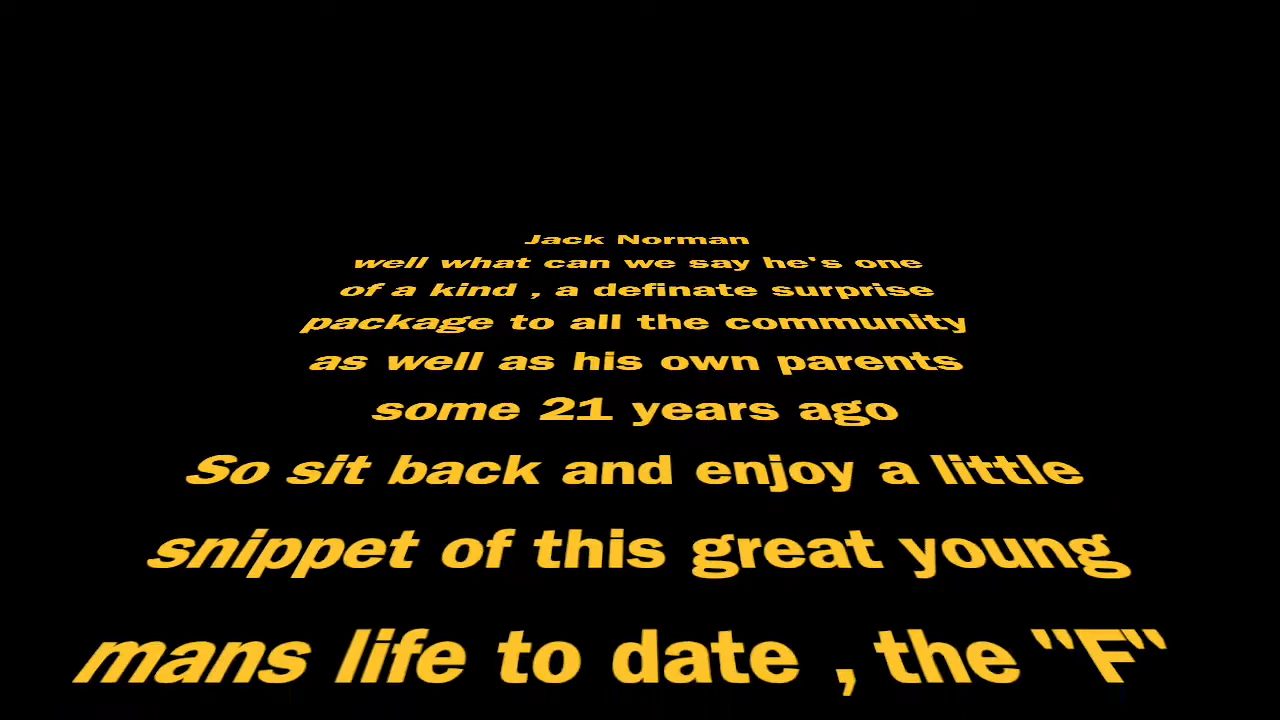 Jack Norman
well what can we say he's one
of a kind , a definate surprise
package to all the community
as well as his own parents
some 21 years ago
So sit back and enjoy a little
snippet of this great young
mans life to date , the "F"